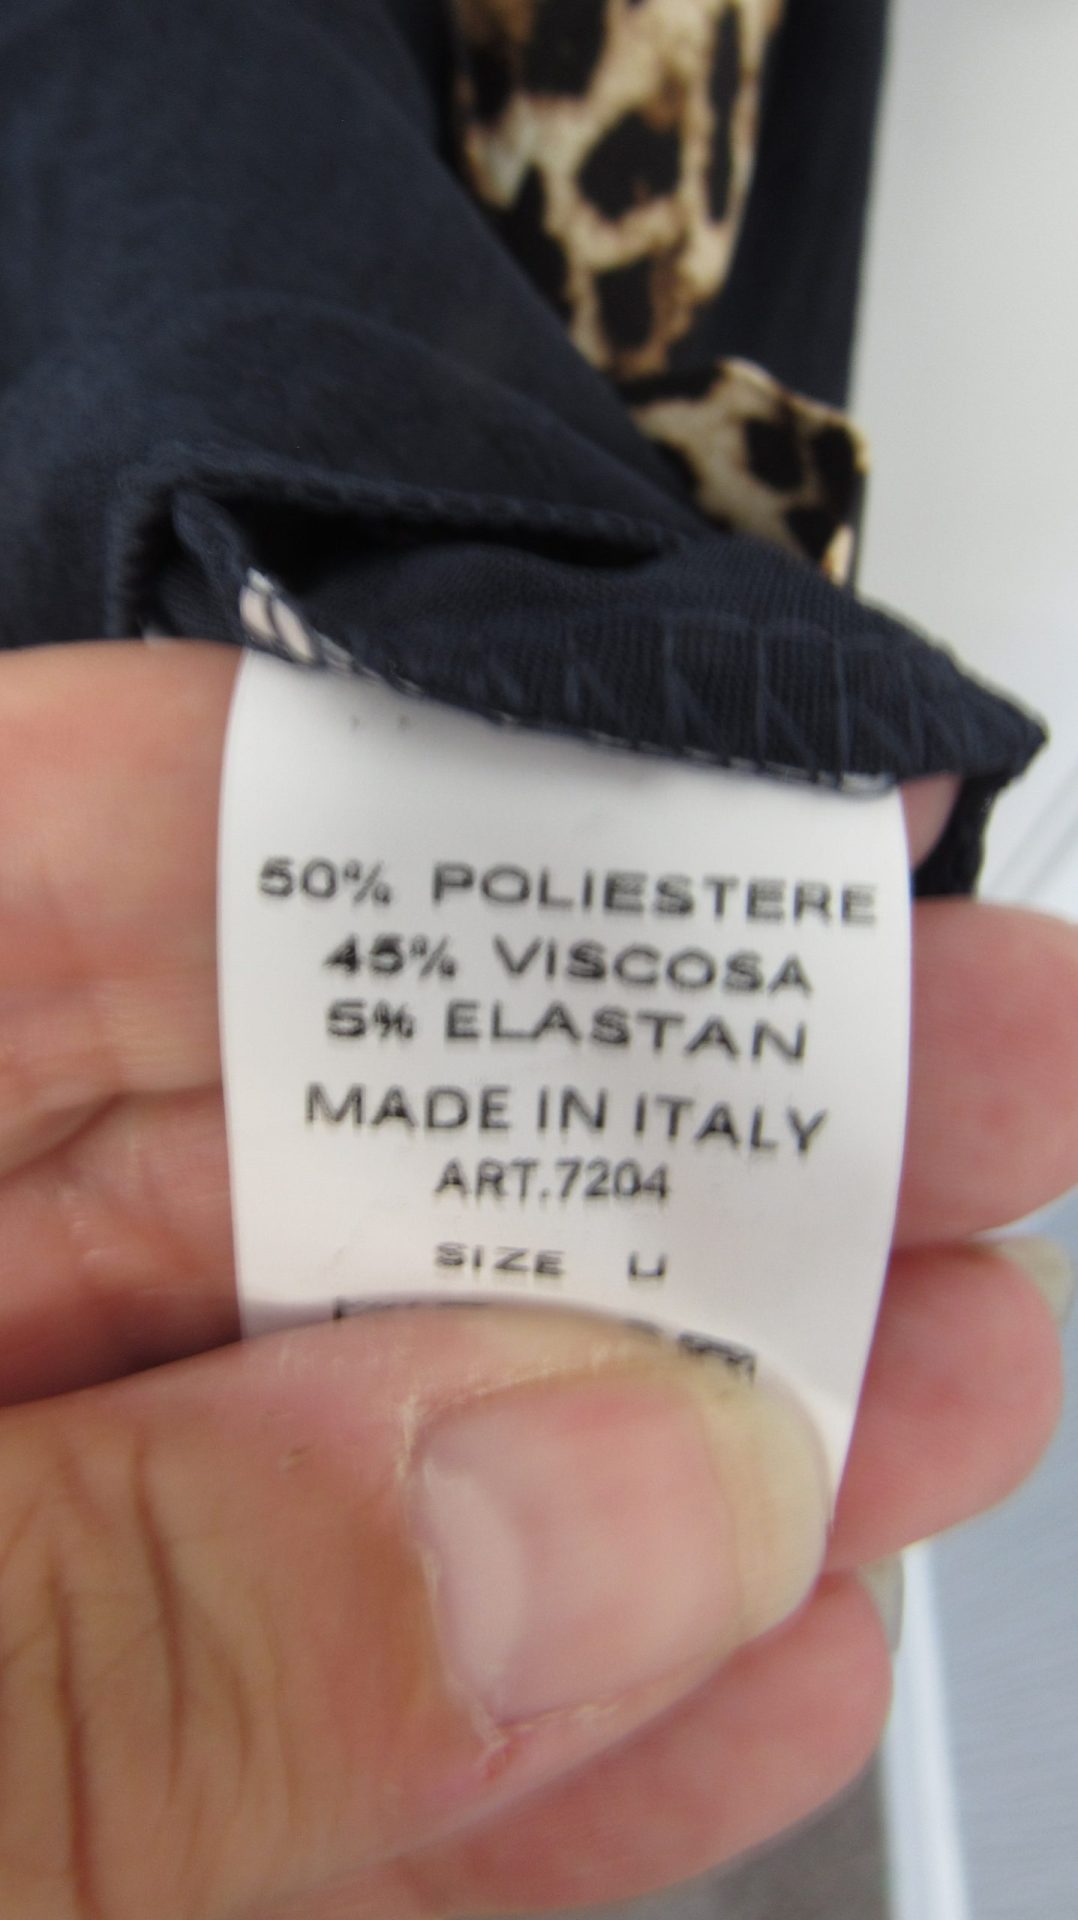 50% POLIESTERE
45% VISCOSA
5% ELASTAN
MADE IN ITALY
ART.7204
SIZE U